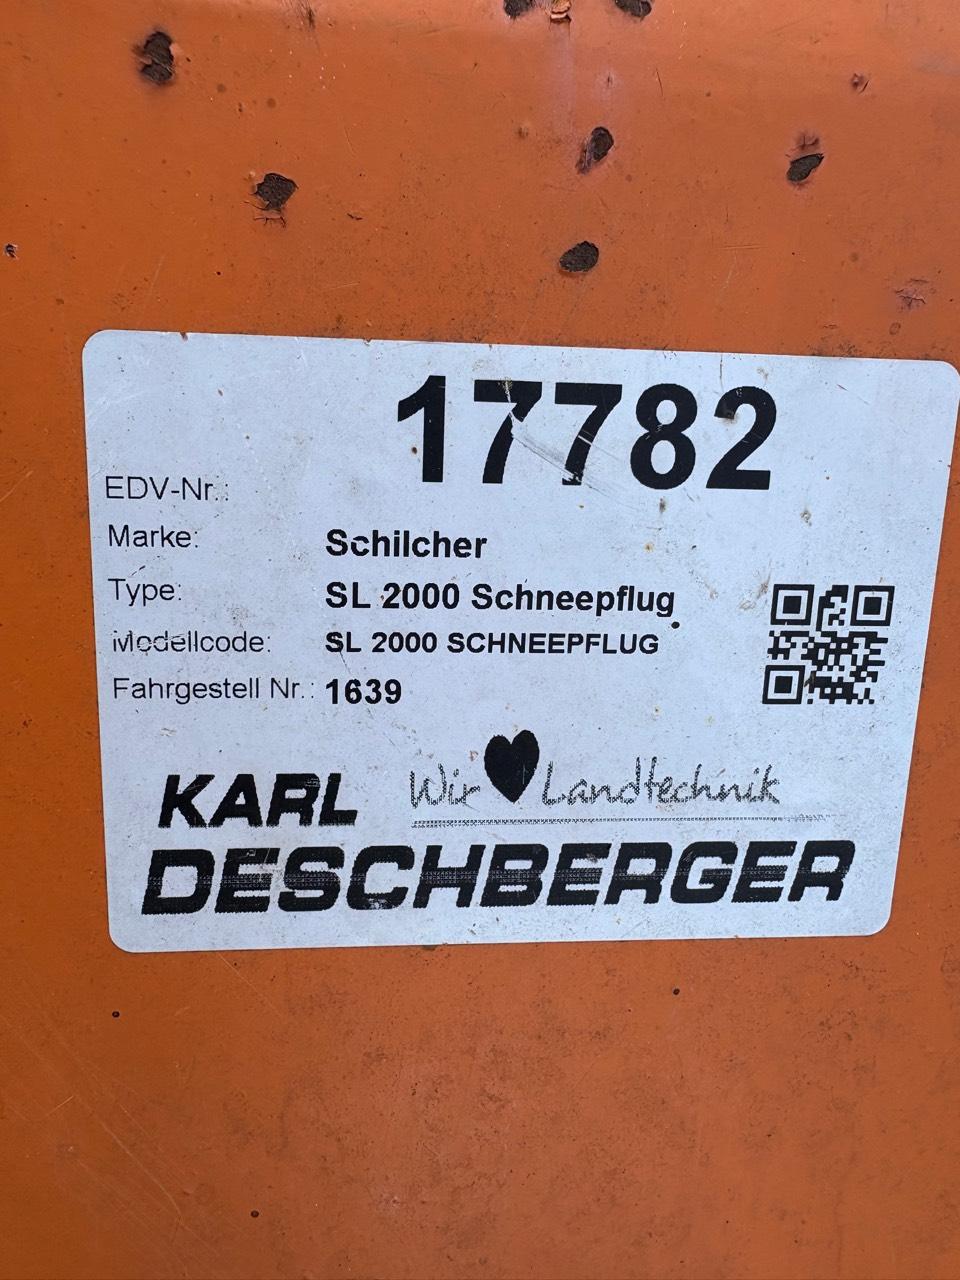 17782
EDV-Nr.:
Marke: Schilcher
Type: SL 2000 Schneepflug
Modellcode: SL 2000 SCHNEEPFLUG
Fahrgestell Nr.: 1639
KARL Wir ♥ Landtechnik
DESCHBERGER